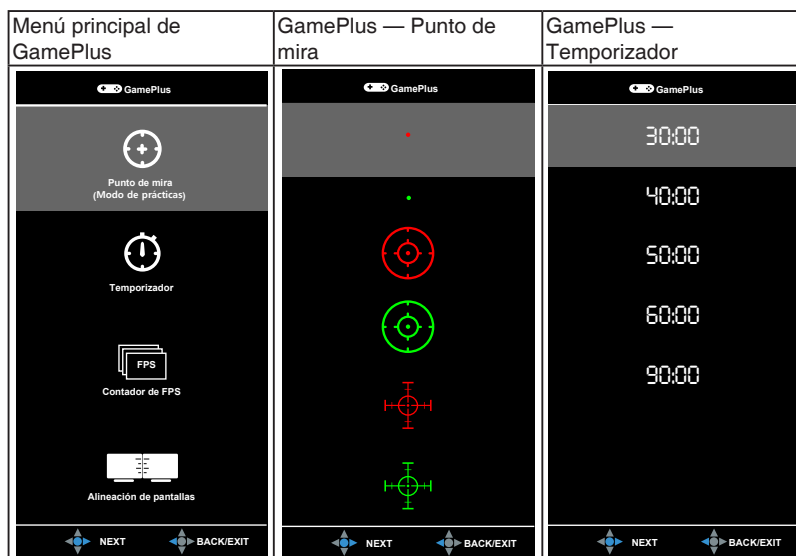 Menú principal de
GamePlus
GamePlus
Punto de mira
(Modo de prácticas)
Temporizador
FPS
Contador de FPS
Alineación de pantallas
NEXT BACK/EXIT
GamePlus — Punto de
mira
GamePlus
NEXT BACK/EXIT
GamePlus —
Temporizador
GamePlus
30:00
40:00
50:00
60:00
90:00
NEXT BACK/EXIT